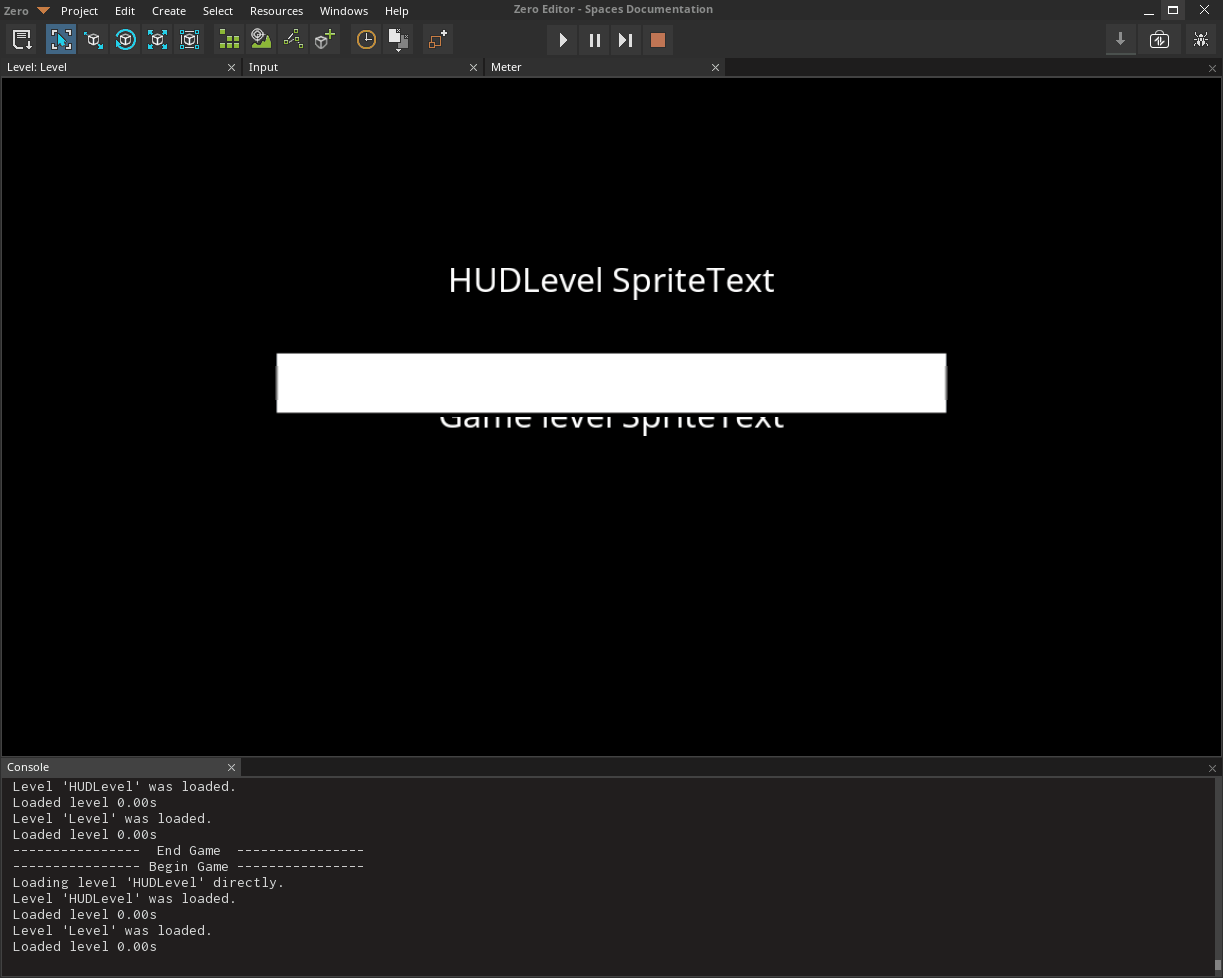 Zero Project Edit Create Select Resources Windows Help Zero Editor - Spaces Documentation
Level: Level Input Meter
HUDLevel SpriteText
Game level SpriteText
Console
Level 'HUDLevel' was loaded.
Loaded level 0.00s
Level 'Level' was loaded.
Loaded level 0.00s
---------------- End Game ----------------
---------------- Begin Game ----------------
Loading level 'HUDLevel' directly.
Level 'HUDLevel' was loaded.
Loaded level 0.00s
Level 'Level' was loaded.
Loaded level 0.00s